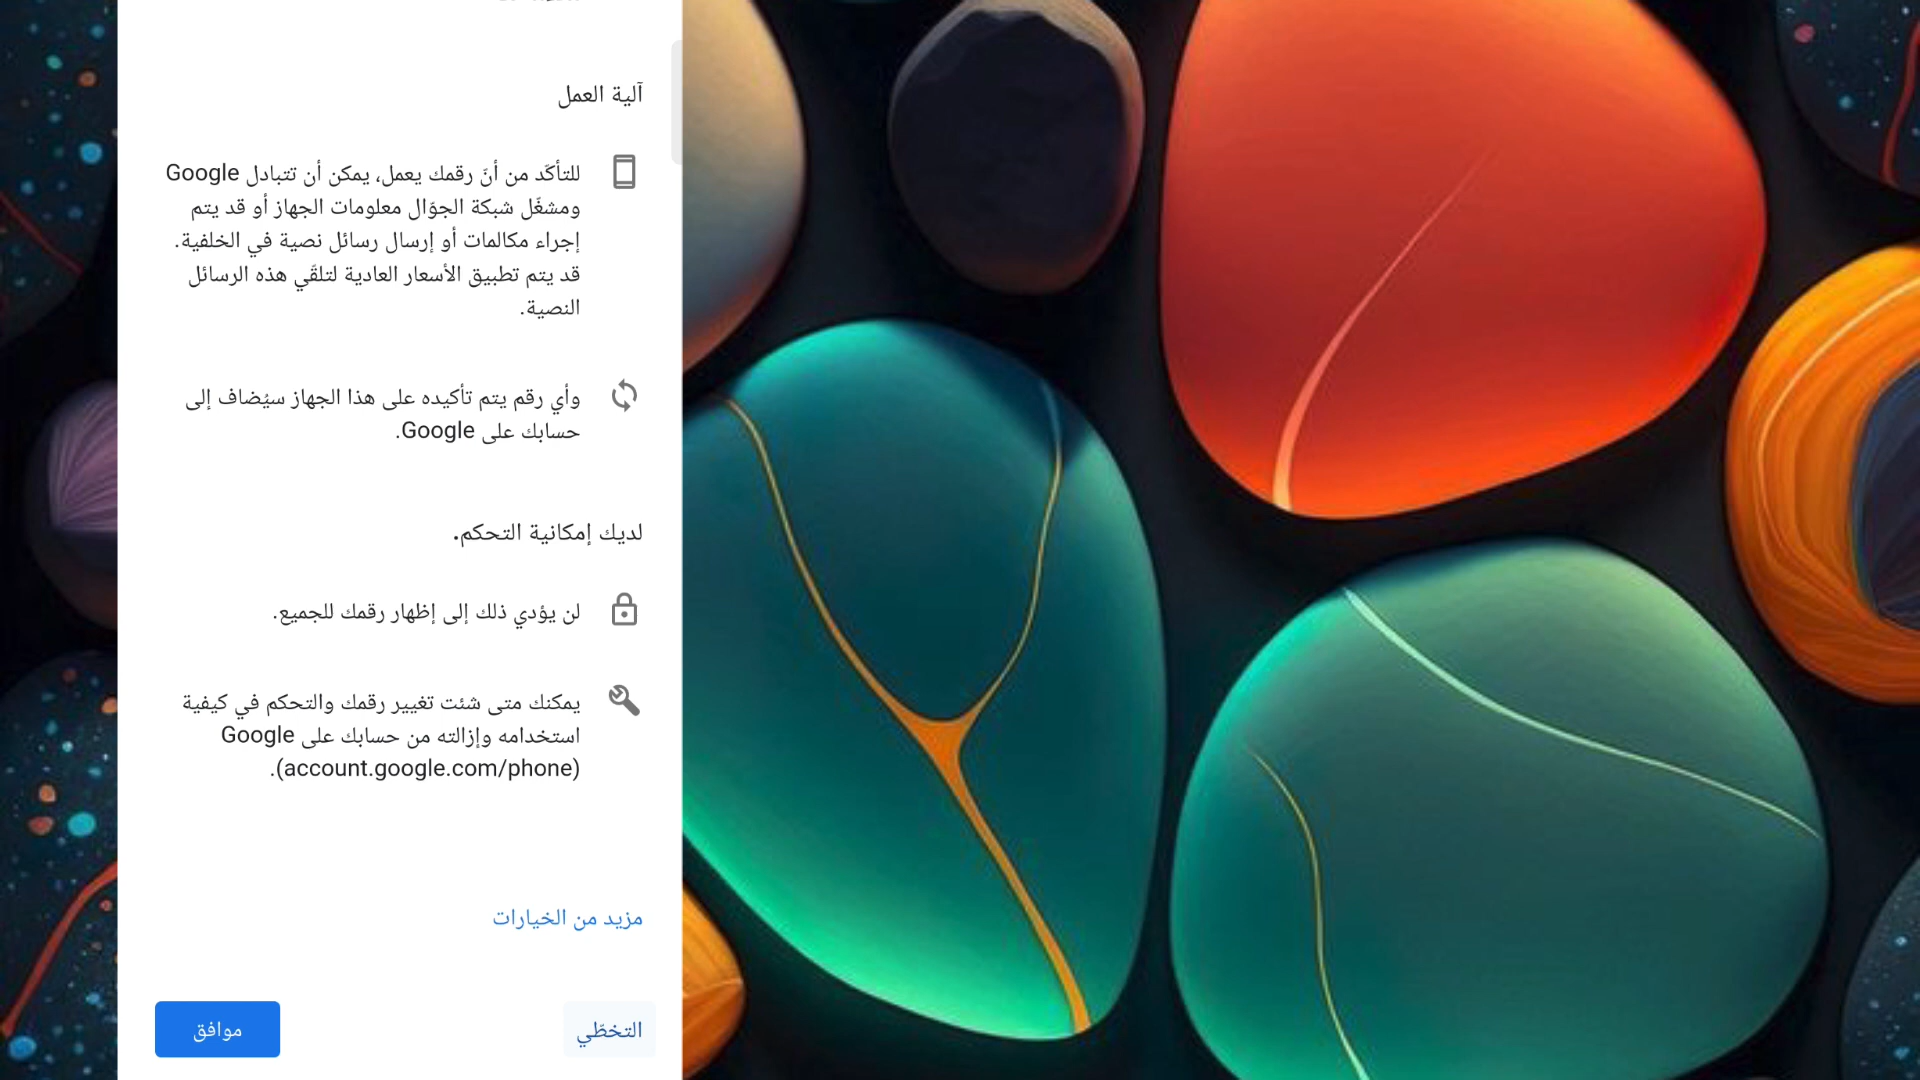 آلية العمل
للتأكّد من أنّ رقمك يعمل، يمكن أن تتبادل Google
ومشغّل شبكة الجوّال معلومات الجهاز أو قد يتم
إجراء مكالمات أو إرسال رسائل نصية في الخلفية.
قد يتم تطبيق الأسعار العادية لتلقّي هذه الرسائل
النصية.
وأي رقم يتم تأكيده على هذا الجهاز سيُضاف إلى
حسابك على Google.
لديك إمكانية التحكم.
لن يؤدي ذلك إلى إظهار رقمك للجميع.
يمكنك متى شئت تغيير رقمك والتحكم في كيفية
استخدامه وإزالته من حسابك على Google
(account.google.com/phone).
مزيد من الخيارات
التخطّي
موافق